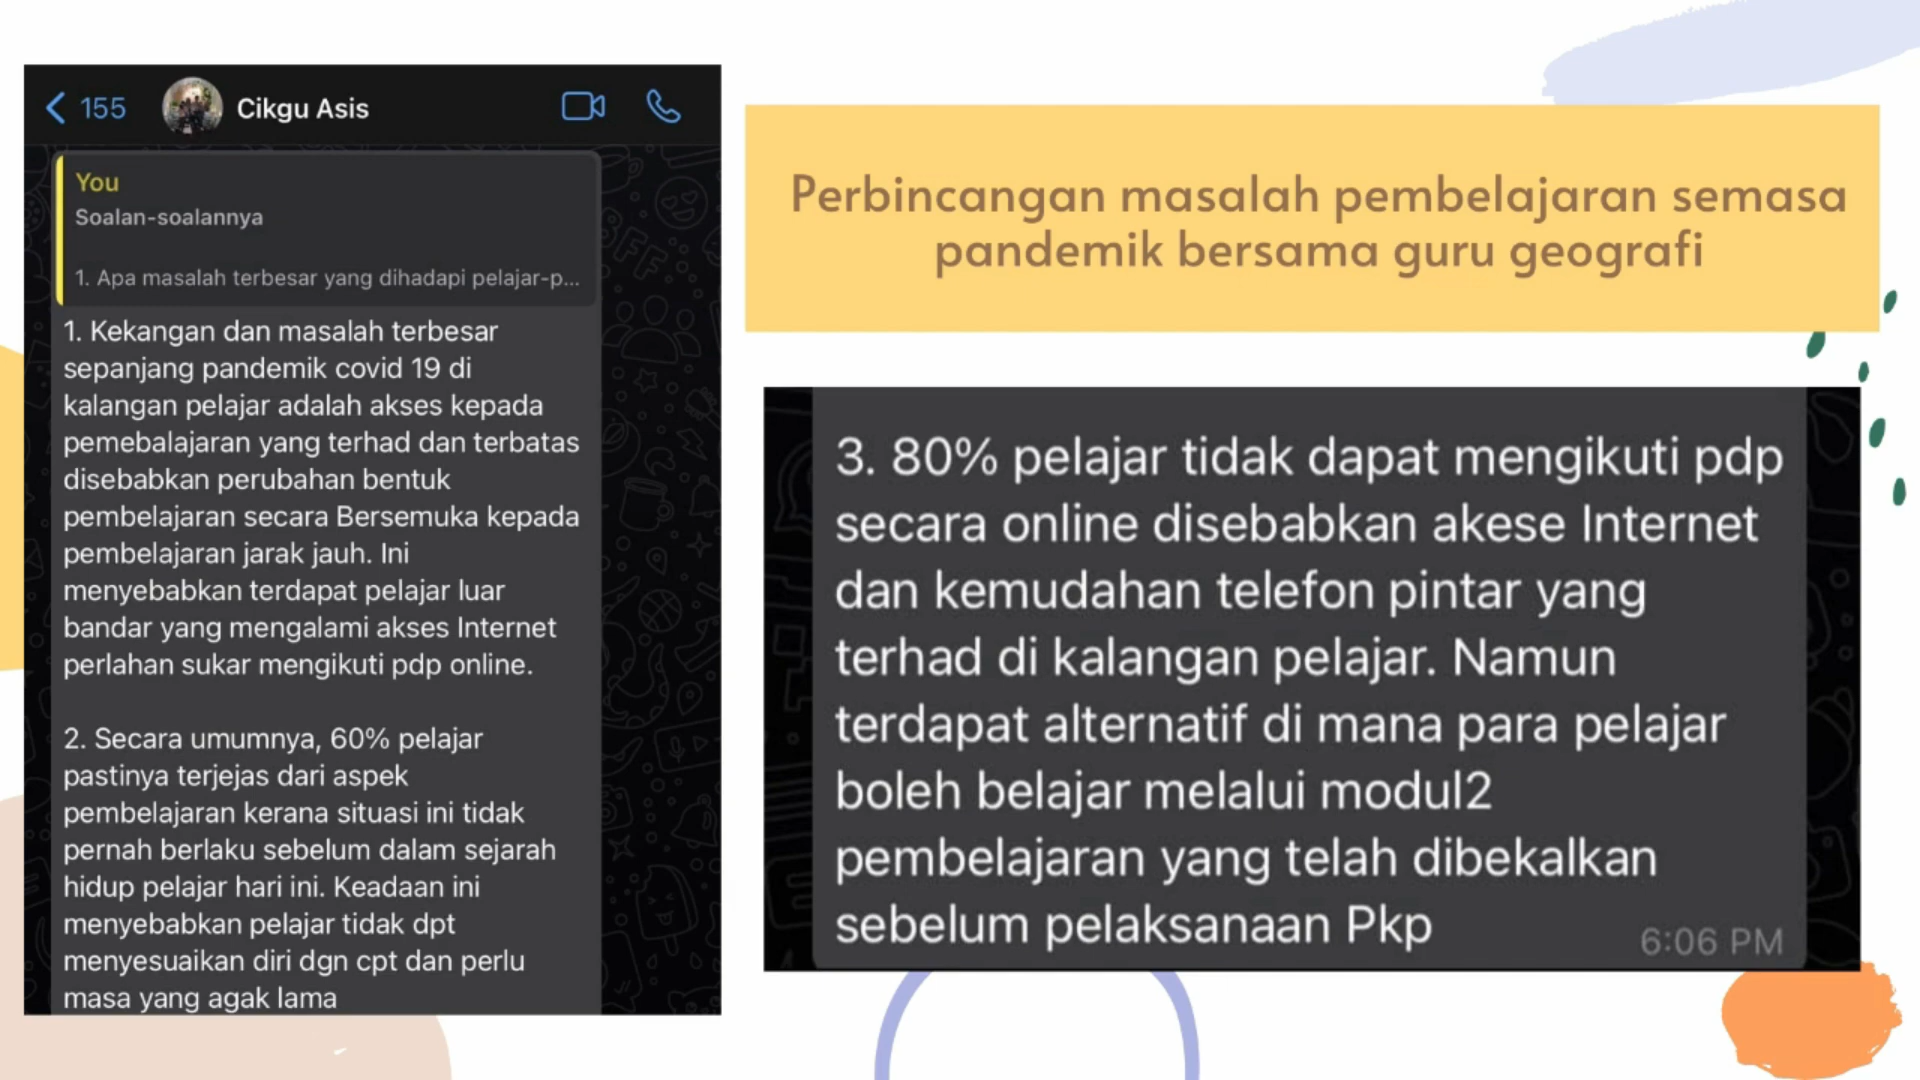 155
Cikgu Asis
You
Soalan-soalannya
1. Apa masalah terbesar yang dihadapi pelajar-p...
1. Kekangan dan masalah terbesar
sepanjang pandemik covid 19 di
kalangan pelajar adalah akses kepada
pemebalajaran yang terhad dan terbatas
disebabkan perubahan bentuk
pembelajaran secara Bersemuka kepada
pembelajaran jarak jauh. Ini
menyebabkan terdapat pelajar luar
bandar yang mengalami akses Internet
perlahan sukar mengikuti pdp online.
2. Secara umumnya, 60% pelajar
pastinya terjejas dari aspek
pembelajaran kerana situasi ini tidak
pernah berlaku sebelum dalam sejarah
hidup pelajar hari ini. Keadaan ini
menyebabkan pelajar tidak dpt
menyesuaikan diri dgn cpt dan perlu
masa yang agak lama
Perbincangan masalah pembelajaran semasa
pandemik bersama guru geografi
3. 80% pelajar tidak dapat mengikuti pdp
secara online disebabkan akese Internet
dan kemudahan telefon pintar yang
terhad di kalangan pelajar. Namun
terdapat alternatif di mana para pelajar
boleh belajar melalui modul2
pembelajaran yang telah dibekalkan
sebelum pelaksanaan Pkp
6:06 PM